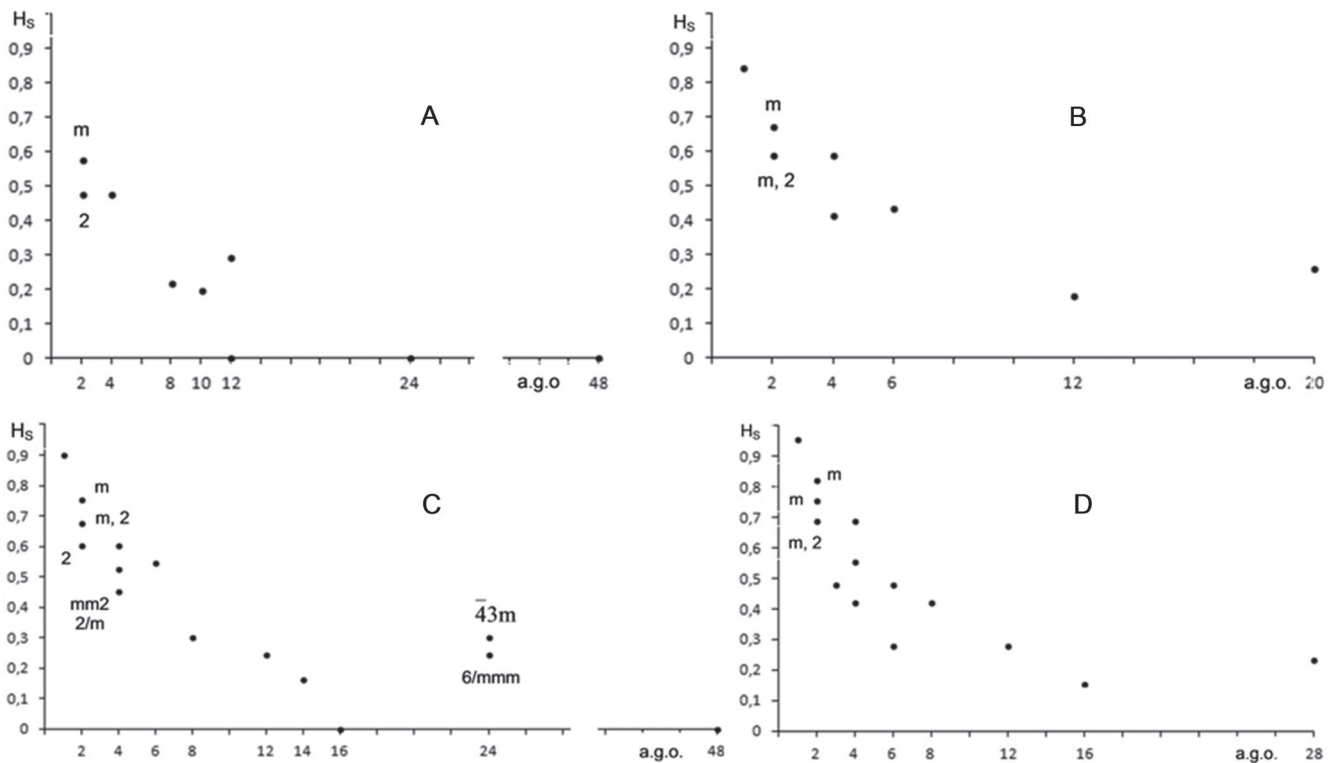 H_S
0,9
0,8
0,7
0,6
0,5
0,4
0,3
0,2
0,1
0
m
2
A
2 4 8 10 12 24 a.g.o 48
H_S
0,9
0,8
0,7
0,6
0,5
0,4
0,3
0,2
0,1
0
m
m, 2
B
2 4 6 12 a.g.o. 20
H_S
0,9
0,8
0,7
0,6
0,5
0,4
0,3
0,2
0,1
0
m
m, 2
2
mm2
2/m
C
4̅3m
6/mmm
2 4 6 8 12 14 16 24 a.g.o. 48
H_S
0,9
0,8
0,7
0,6
0,5
0,4
0,3
0,2
0,1
0
m
m
m, 2
D
2 4 6 8 12 16 a.g.o. 28